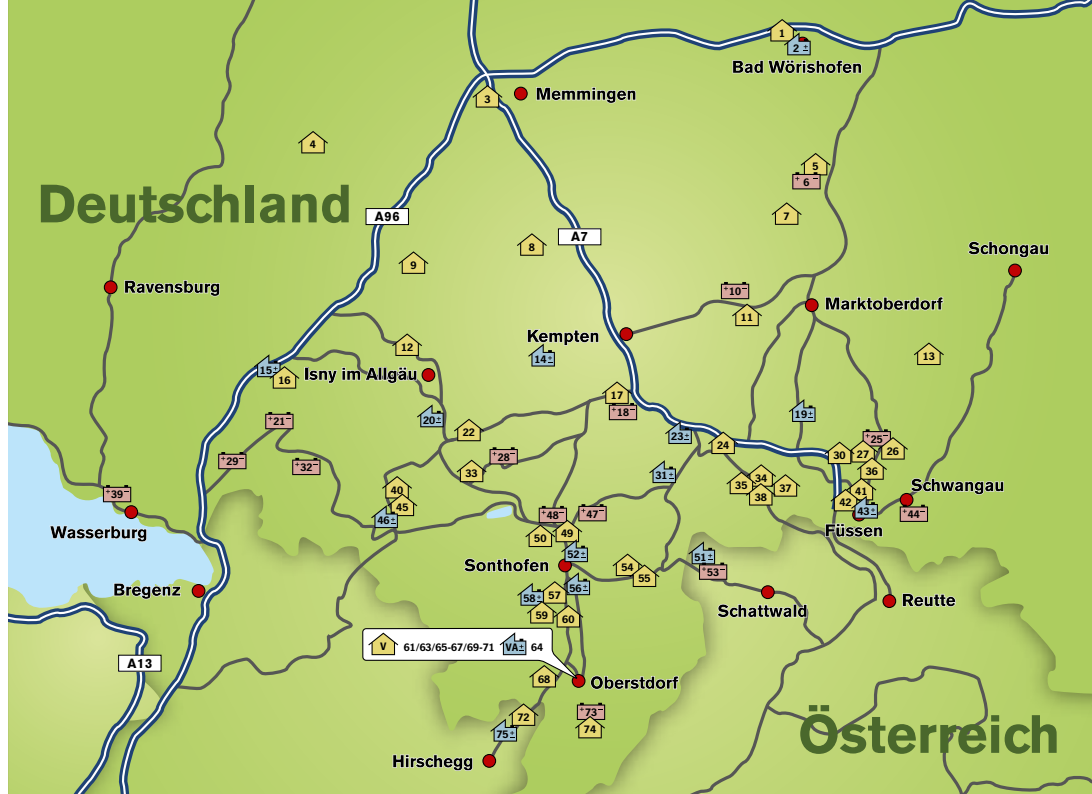 1
2 ±
Bad Wörishofen
3
Memmingen
4
5
+ 6 −
Deutschland
A96
7
A7
8
9
Schongau
Ravensburg
+10−
Marktoberdorf
11
Kempten
12
13
14±
15±
16
Isny im Allgäu
17
+18−
19±
20±
+21−
22
23±
24
+25−
26
27
+28−
+29−
30
31±
+32−
33
34
35
36
37
38
+39−
40
41
42
43±
+44−
45
46±
Schwangau
Füssen
Wasserburg
+47−
+48−
49
50
51±
52±
+53−
Sonthofen
54
55
56±
57
58±
59
60
Bregenz
Schattwald
Reutte
V 61/63/65-67/69-71 VA± 64
A13
68
Oberstdorf
72
+73−
74
75±
Österreich
Hirschegg